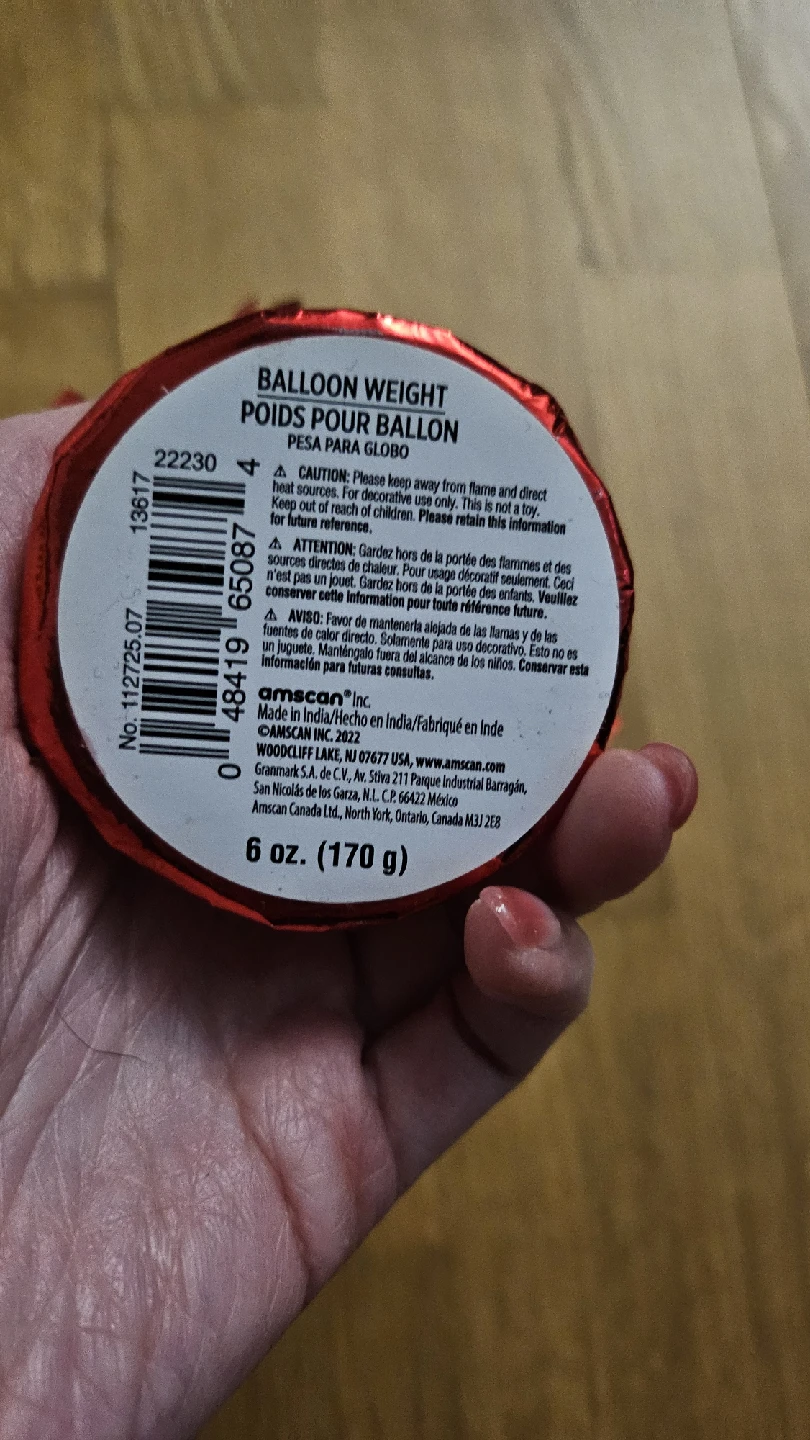 BALLOON WEIGHT
POIDS POUR BALLON
PESA PARA GLOBO
⚠ CAUTION: Please keep away from flame and direct
heat sources. For decorative use only. This is not a toy.
Keep out of reach of children. Please retain this information
for future reference.
⚠ ATTENTION: Gardez hors de la portée des flammes et des
sources directes de chaleur. Pour usage décoratif seulement. Ceci
n'est pas un jouet. Gardez hors de la portée des enfants. Veuillez
conserver cette information pour toute référence future.
⚠ AVISO: Favor de mantenerla alejada de las llamas y de las
fuentes de calor directo. Solamente para uso decorativo. Esto no es
un juguete. Manténgalo fuera del alcance de los niños. Conservar esta
información para futuras consultas.
amscan® Inc.
Made in India/Hecho en India/Fabriqué en Inde
©AMSCAN INC. 2022
WOODCLIFF LAKE, NJ 07677 USA, www.amscan.com
Granmark S.A. de C.V., Av. Stiva 211 Parque Industrial Barragán,
San Nicolás de los Garza, N.L. C.P. 66422 México
Amscan Canada Ltd., North York, Ontario, Canada M3J 2E8
6 oz. (170 g)
No. 112725.07 13617
22230
0 48419 65087 4